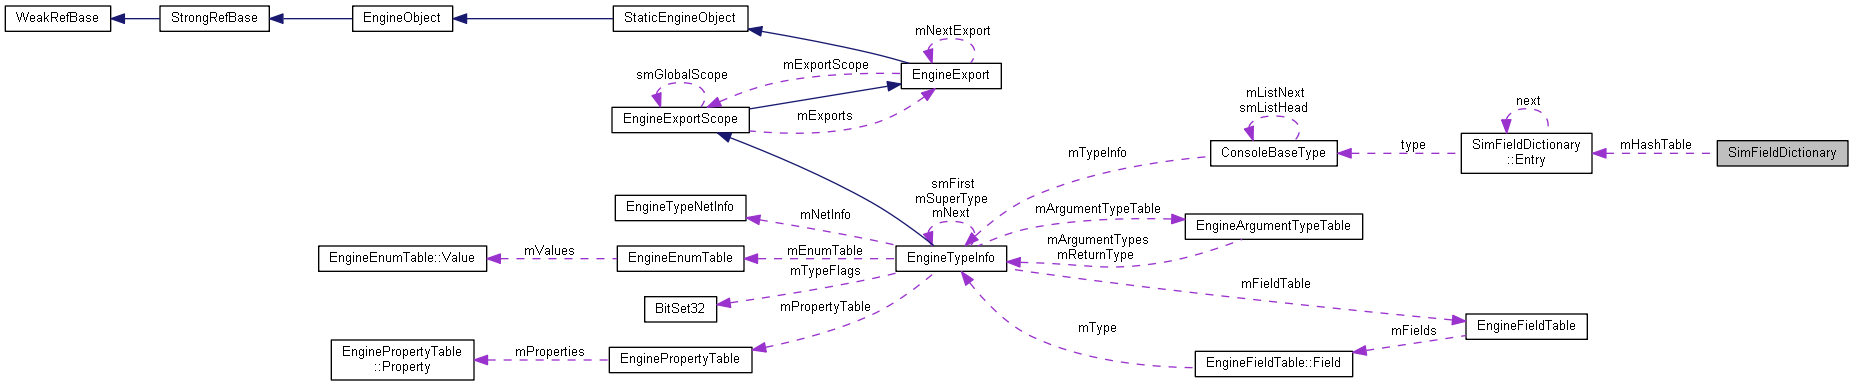 WeakRefBase
StrongRefBase
EngineObject
StaticEngineObject
mNextExport
EngineExport
mExportScope
smGlobalScope
EngineExportScope
mExports
mListNext
smListHead
ConsoleBaseType
next
SimFieldDictionary
::Entry
type
mHashTable
SimFieldDictionary
mTypeInfo
EngineTypeNetInfo
mNetInfo
smFirst
mSuperType
mNext
mArgumentTypeTable
EngineArgumentTypeTable
mArgumentTypes
mReturnType
EngineEnumTable::Value
mValues
EngineEnumTable
mEnumTable
EngineTypeInfo
mTypeFlags
BitSet32
mPropertyTable
mFieldTable
EngineFieldTable
mFields
mType
EnginePropertyTable
::Property
mProperties
EnginePropertyTable
EngineFieldTable::Field